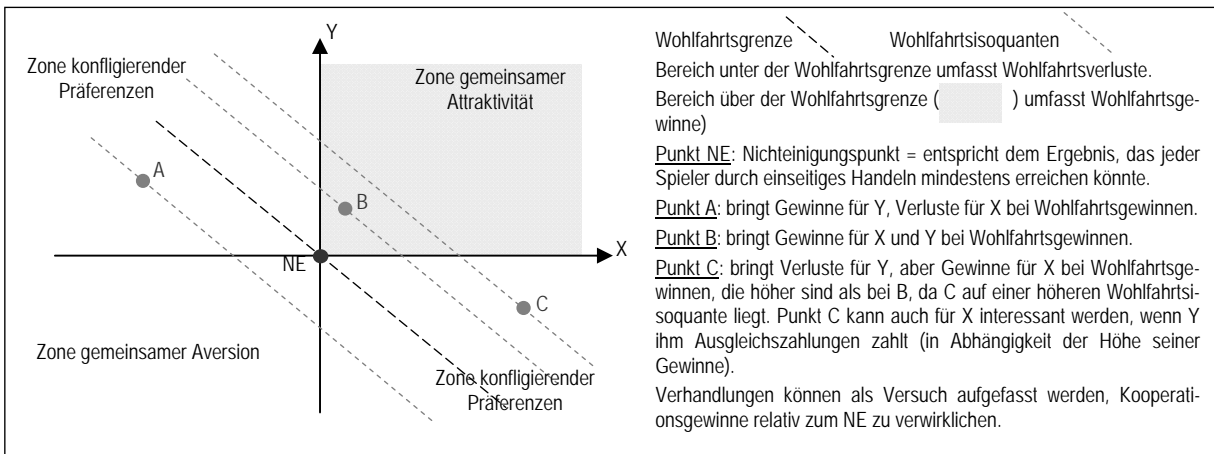 Y
Zone konfligierender
Präferenzen
Zone gemeinsamer
Attraktivität
A
B
X
NE
C
Zone gemeinsamer Aversion
Zone konfligierender
Präferenzen
Wohlfahrtsgrenze Wohlfahrtsisoquanten
Bereich unter der Wohlfahrtsgrenze umfasst Wohlfahrtsverluste.
Bereich über der Wohlfahrtsgrenze ( ) umfasst Wohlfahrtsge-
winne)
Punkt NE: Nichteinigungspunkt = entspricht dem Ergebnis, das jeder
Spieler durch einseitiges Handeln mindestens erreichen könnte.
Punkt A: bringt Gewinne für Y, Verluste für X bei Wohlfahrtsgewinnen.
Punkt B: bringt Gewinne für X und Y bei Wohlfahrtsgewinnen.
Punkt C: bringt Verluste für Y, aber Gewinne für X bei Wohlfahrtsge-
winnen, die höher sind als bei B, da C auf einer höheren Wohlfahrtsi-
soquante liegt. Punkt C kann auch für X interessant werden, wenn Y
ihm Ausgleichszahlungen zahlt (in Abhängigkeit der Höhe seiner
Gewinne).
Verhandlungen können als Versuch aufgefasst werden, Kooperati-
onsgewinne relativ zum NE zu verwirklichen.